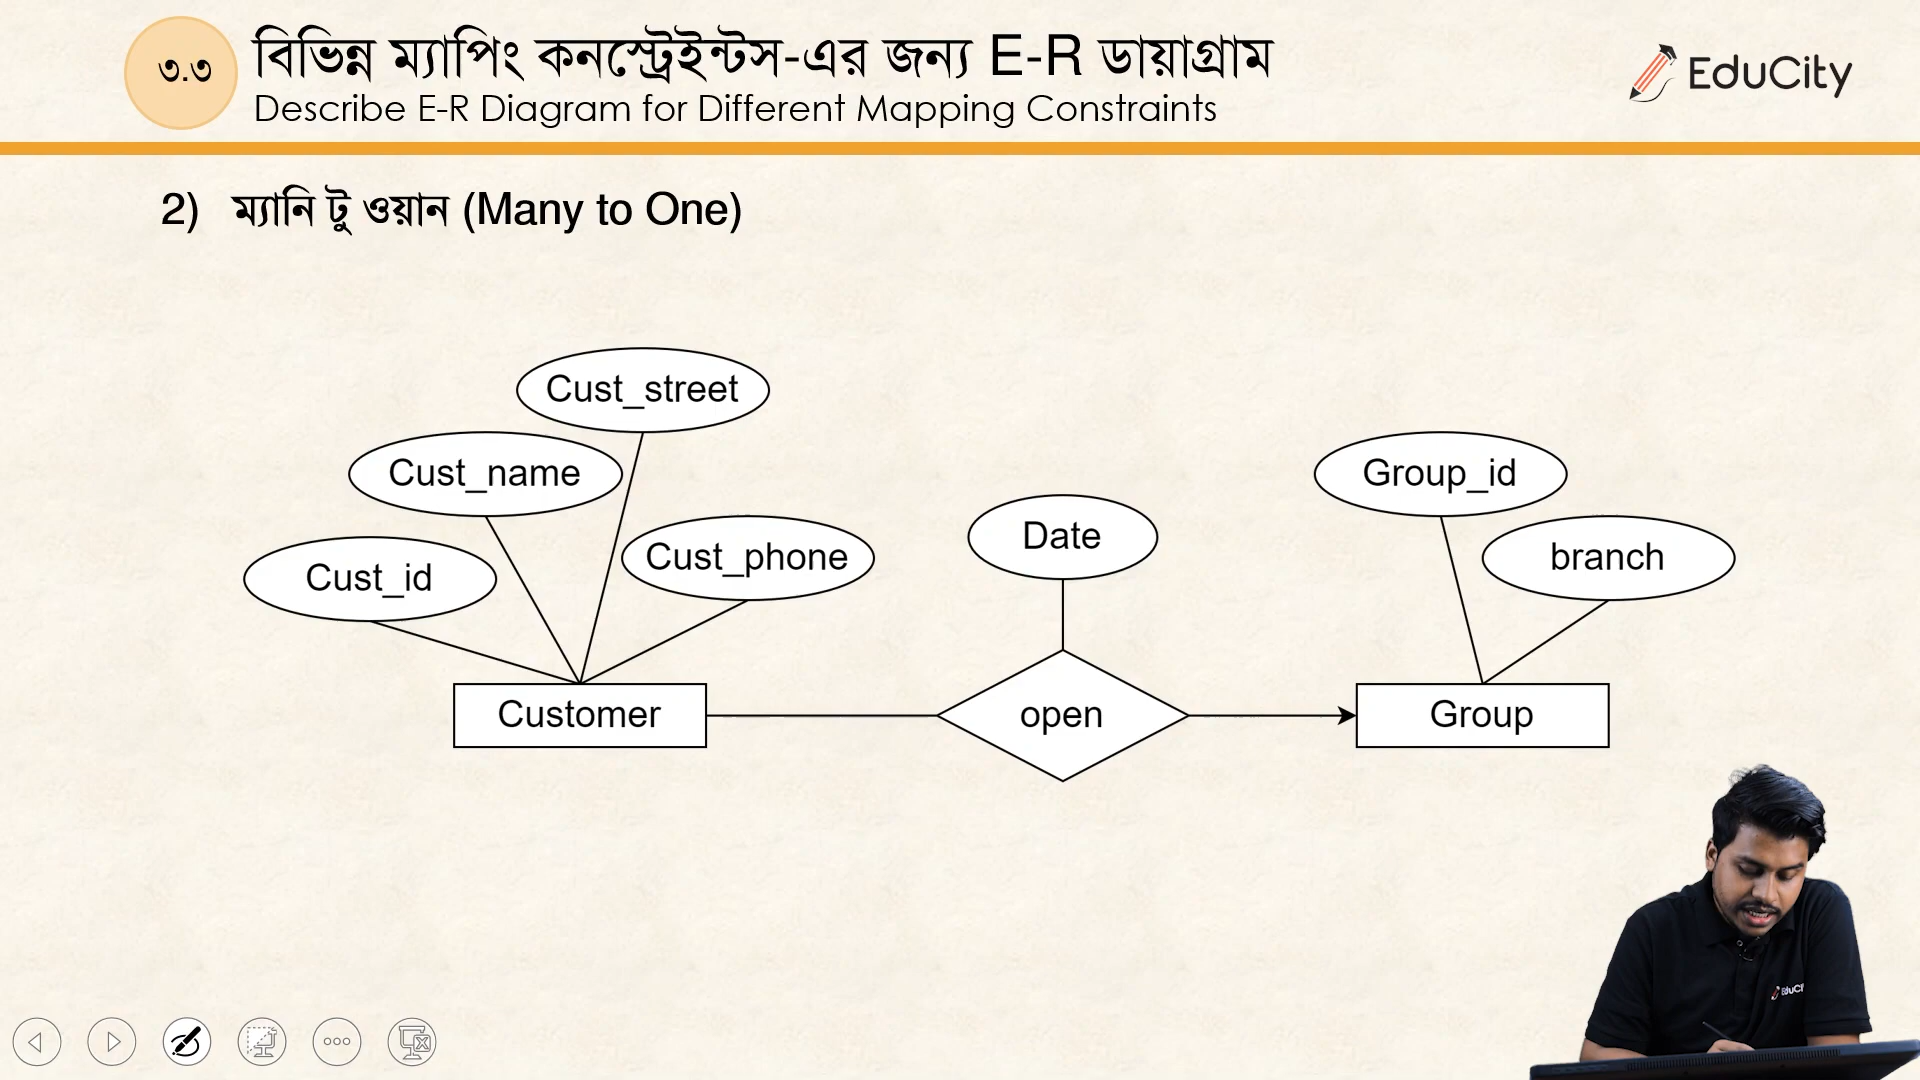 ৩.৩
বিভিন্ন ম্যাপিং কনস্ট্রেইন্টস-এর জন্য E-R ডায়াগ্রাম
Describe E-R Diagram for Different Mapping Constraints
EduCity
2) ম্যানি টু ওয়ান (Many to One)
Cust_street
Cust_name
Cust_id
Cust_phone
Date
Group_id
branch
Customer
open
Group